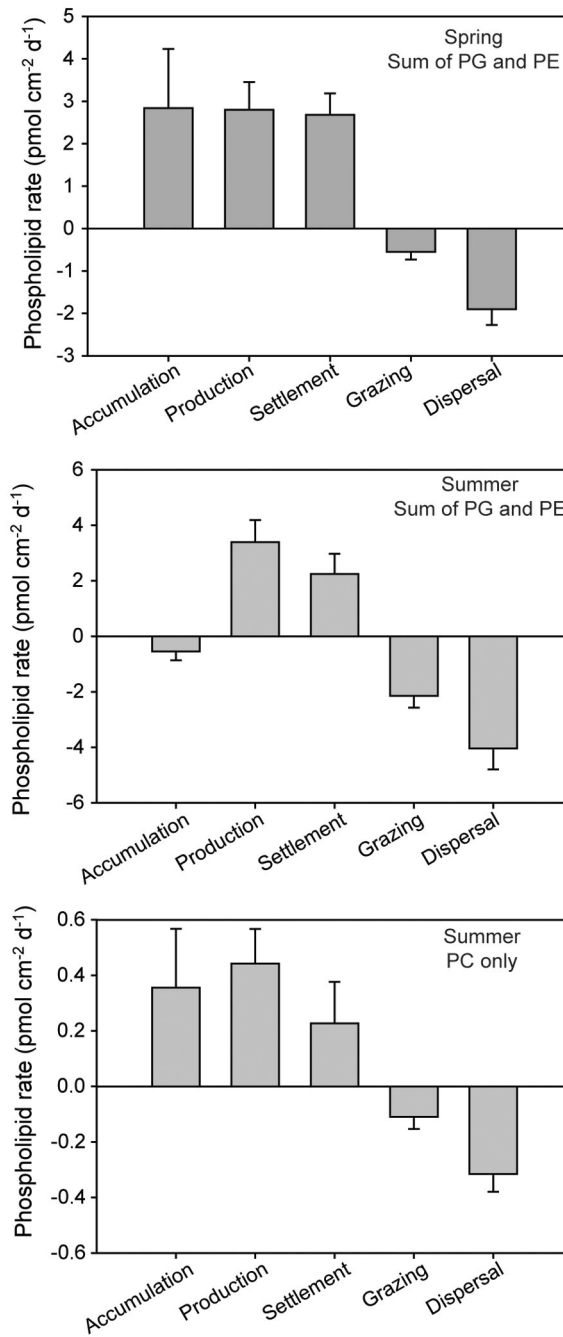 Phospholipid rate (pmol cm⁻² d⁻¹)
5
4
3
2
1
0
-1
-2
-3
Spring
Sum of PG and PE
Accumulation
Production
Settlement
Grazing
Dispersal
Phospholipid rate (pmol cm⁻² d⁻¹)
6
4
2
0
-2
-4
-6
Summer
Sum of PG and PE
Accumulation
Production
Settlement
Grazing
Dispersal
Phospholipid rate (pmol cm⁻² d⁻¹)
0.6
0.4
0.2
0.0
-0.2
-0.4
-0.6
Summer
PC only
Accumulation
Production
Settlement
Grazing
Dispersal